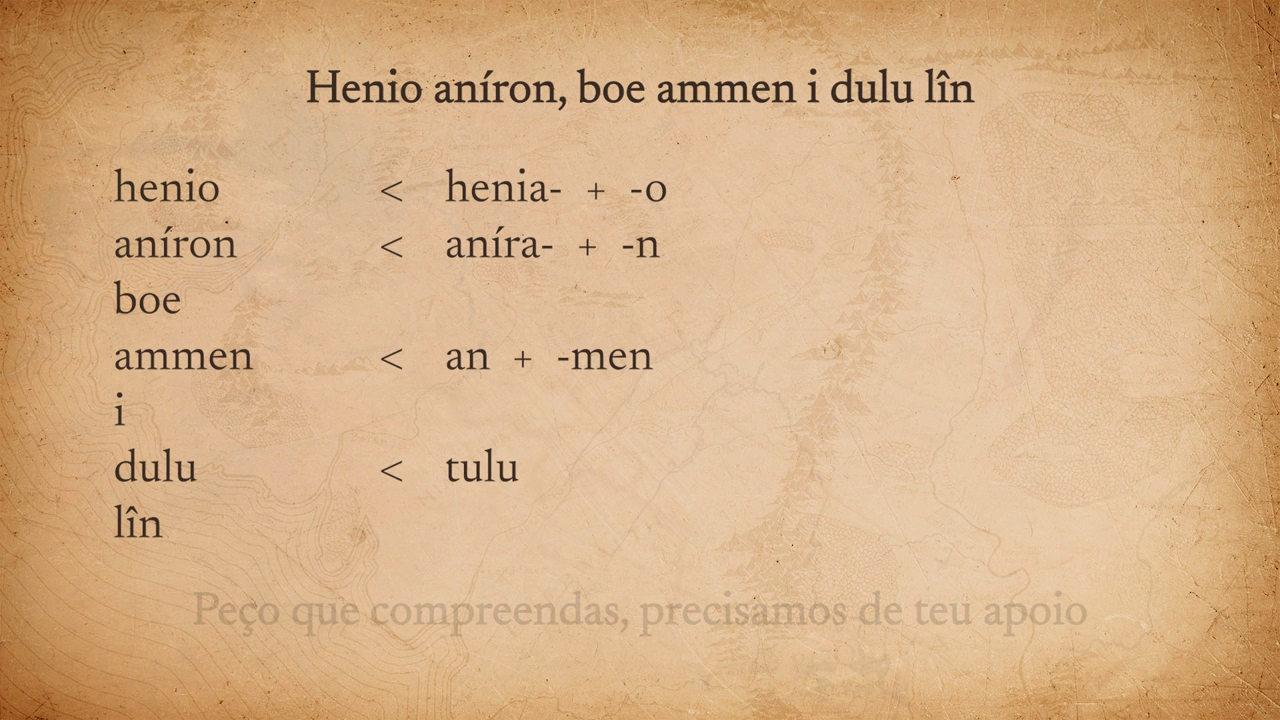 Henio aníron, boe ammen i dulu lîn
henio < henia- + -o
aníron < aníra- + -n
boe
ammen < an + -men
i
dulu < tulu
lîn
Peço que compreendas, precisamos de teu apoio